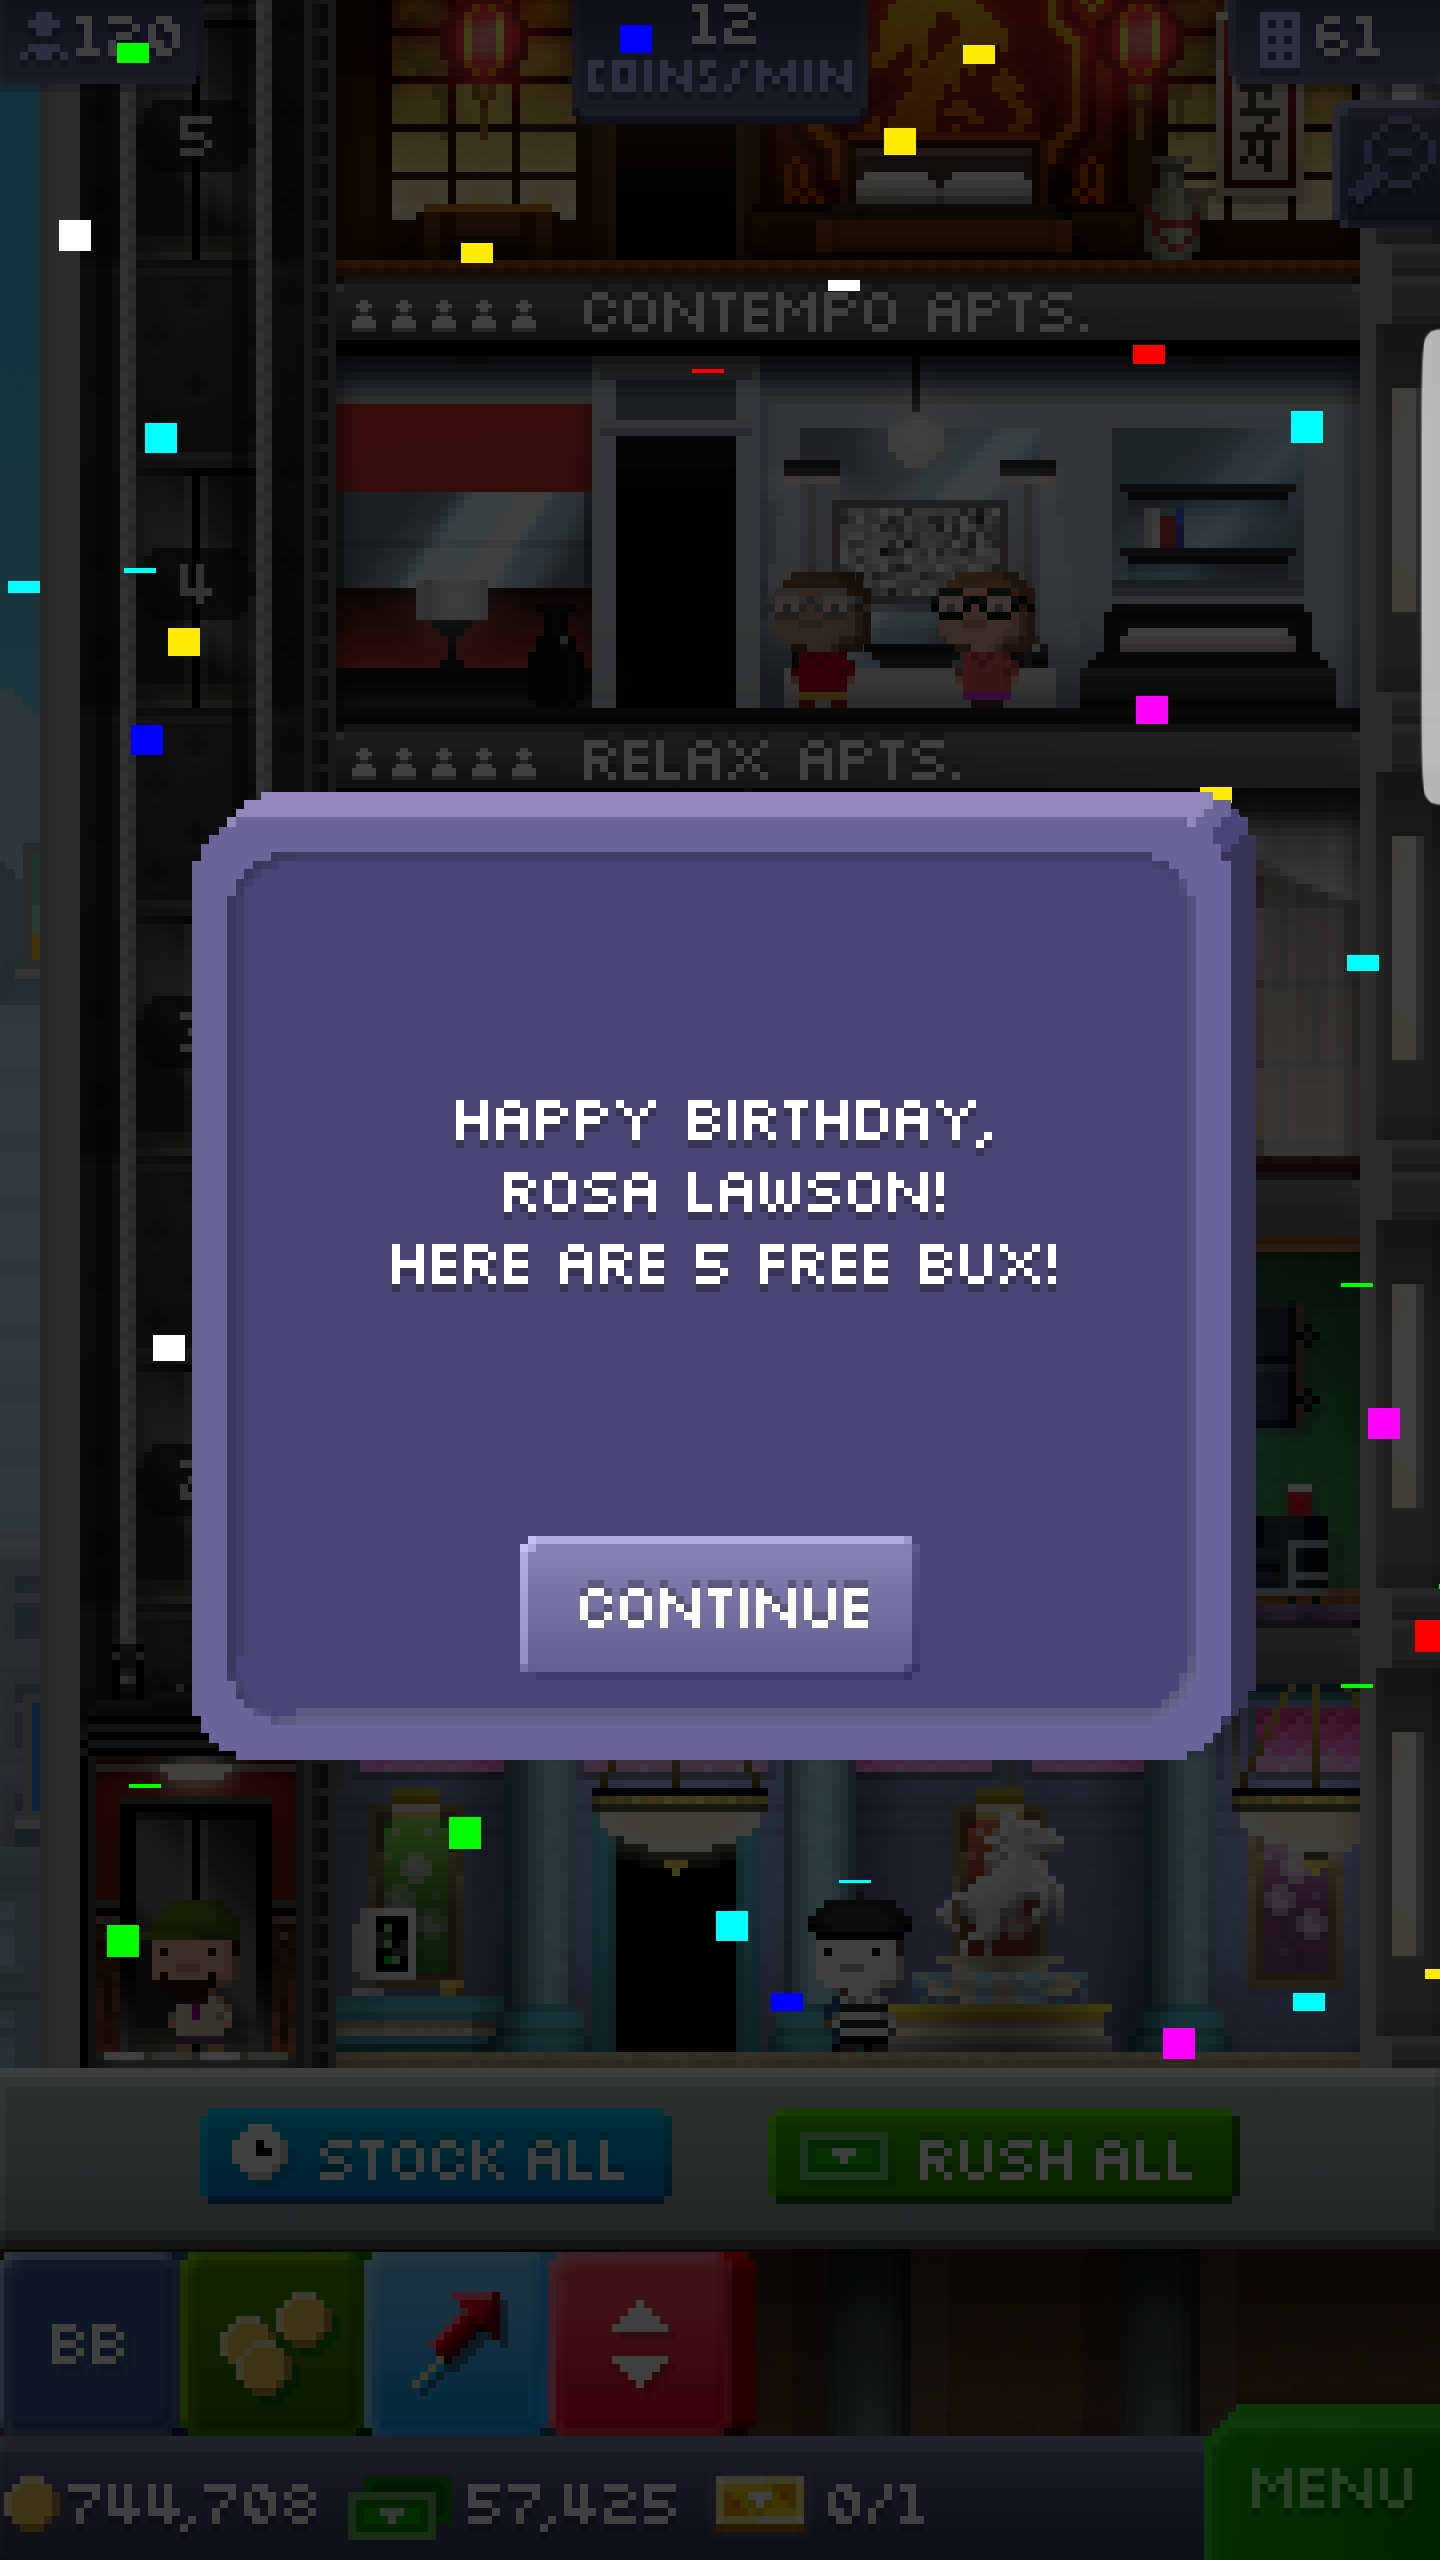 120
12
COINS/MIN
61
5
CONTEMPO APTS.
4
RELAX APTS.
HAPPY BIRTHDAY,
ROSA LAWSON!
HERE ARE 5 FREE BUX!
CONTINUE
STOCK ALL
RUSH ALL
BB
744,708
57,425
0/1
MENU